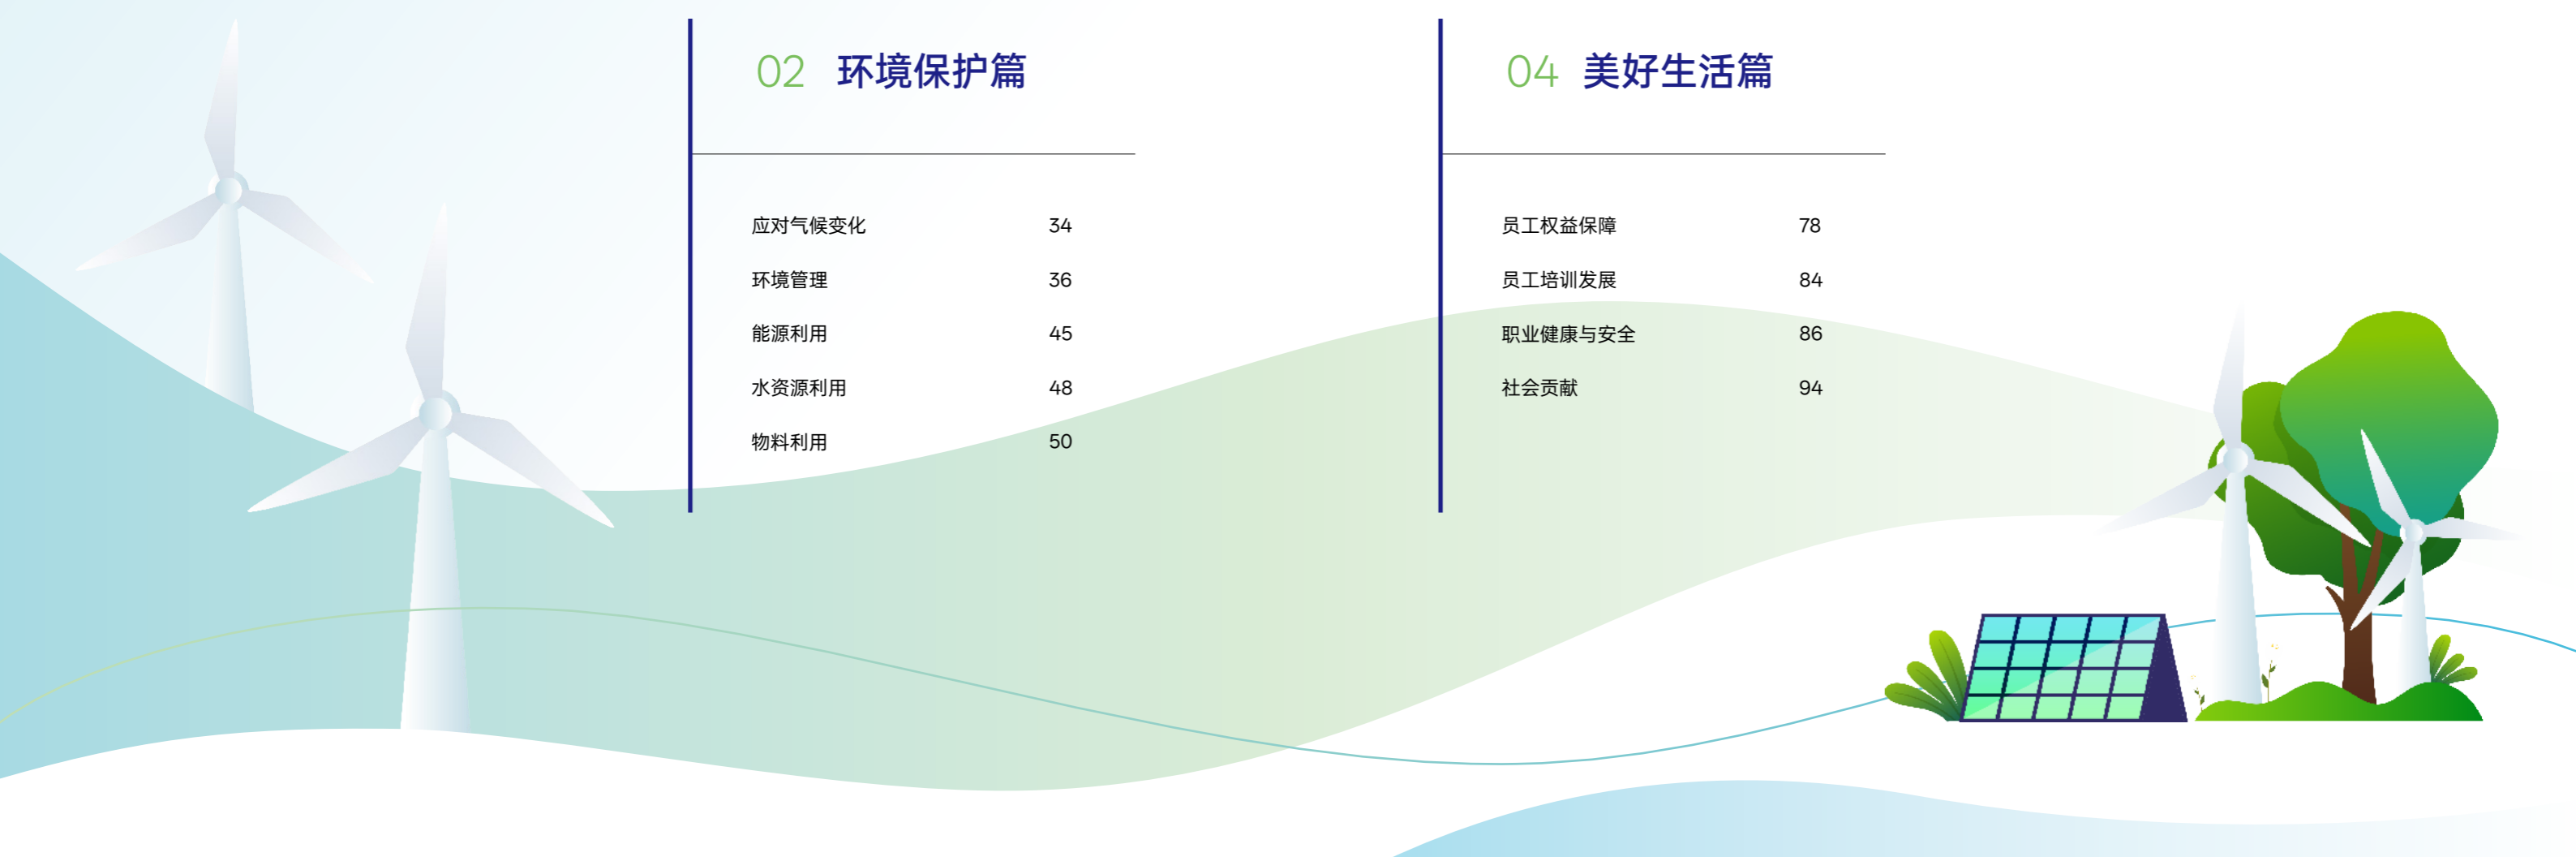 02 环境保护篇
应对气候变化 34
环境管理 36
能源利用 45
水资源利用 48
物料利用 50
04 美好生活篇
员工权益保障 78
员工培训发展 84
职业健康与安全 86
社会贡献 94